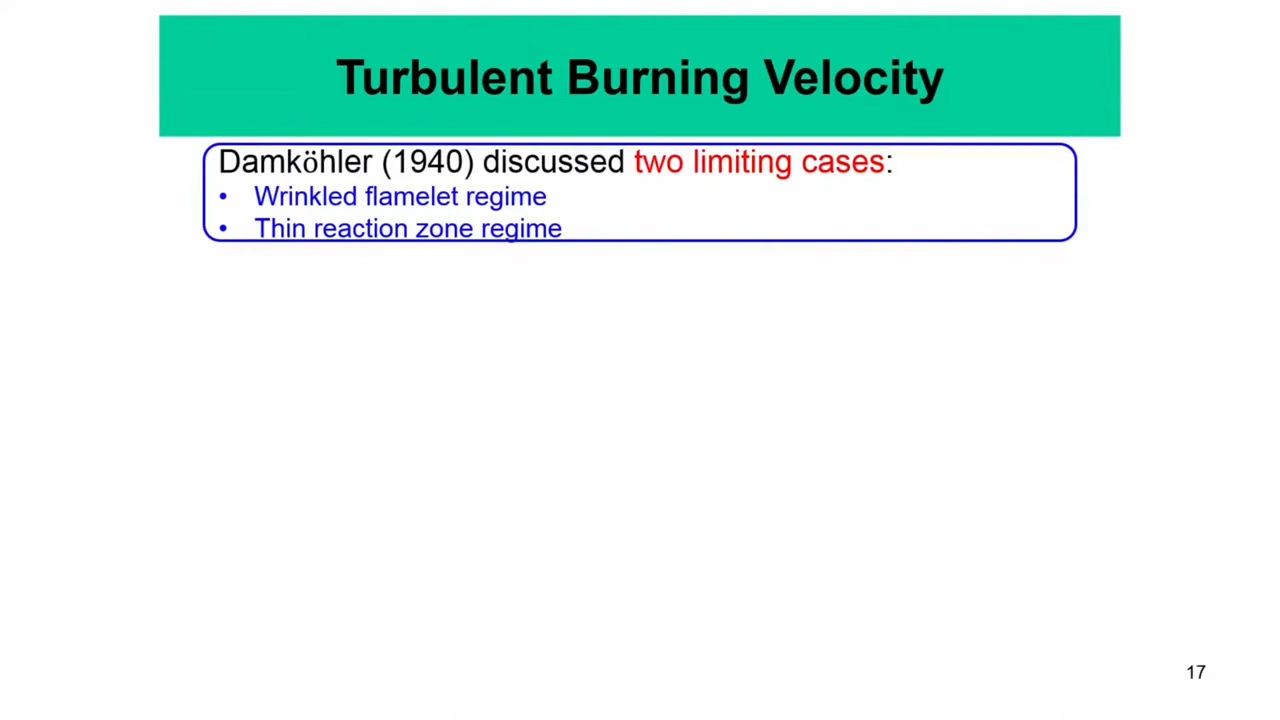 Turbulent Burning Velocity
Damköhler (1940) discussed two limiting cases:
• Wrinkled flamelet regime
• Thin reaction zone regime
17